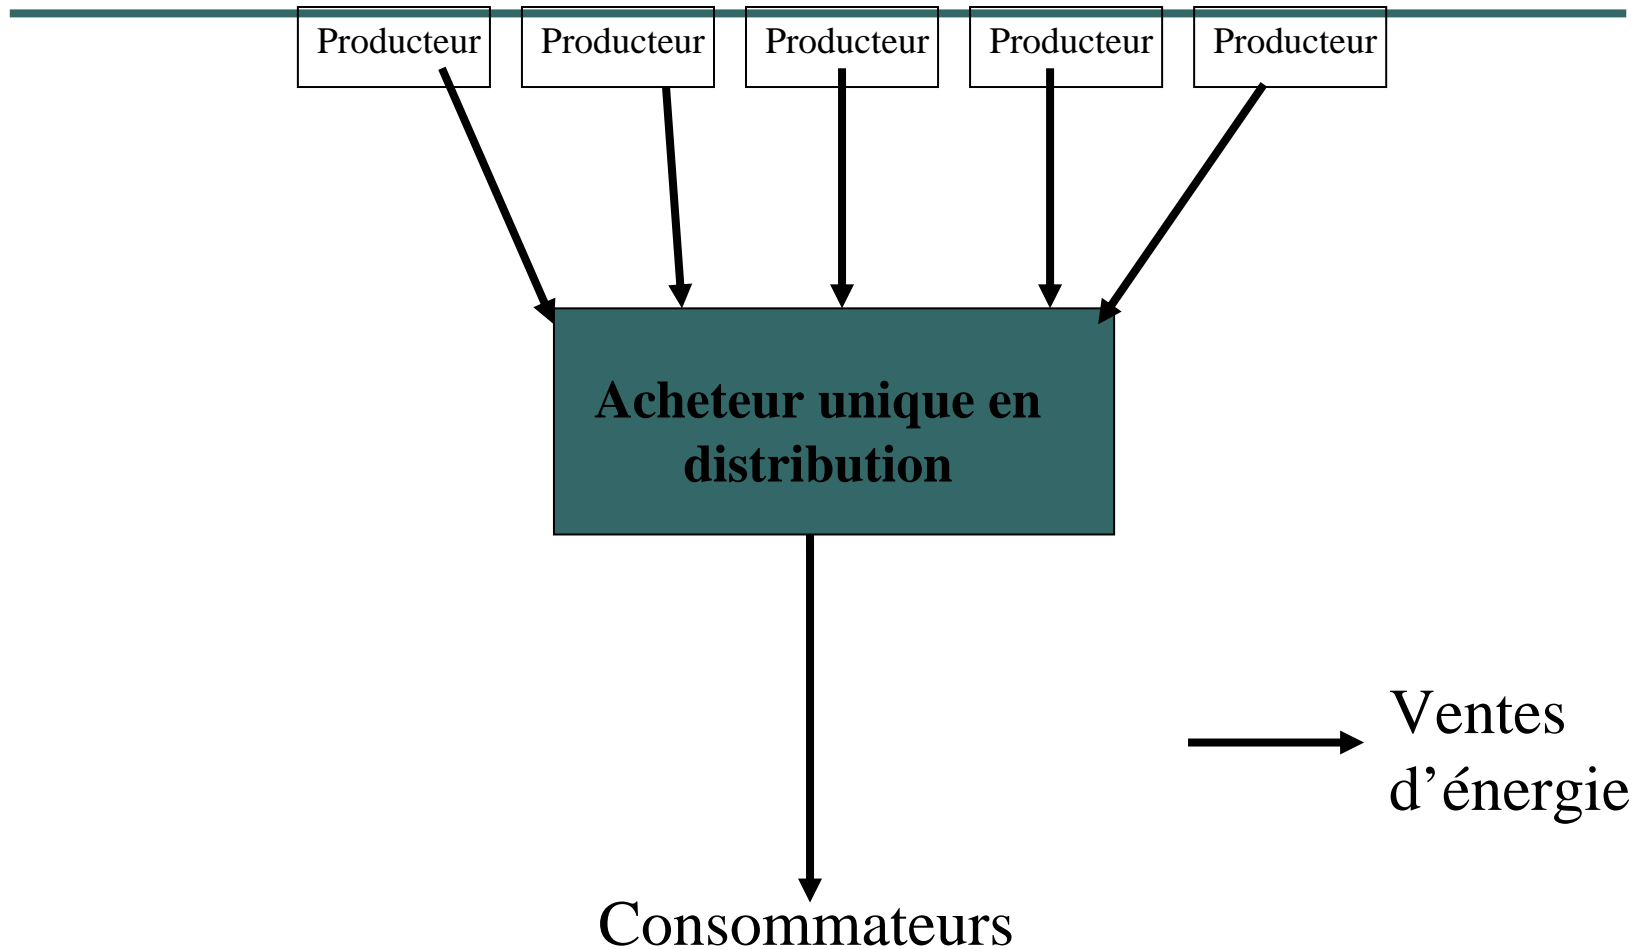 Producteur Producteur Producteur Producteur Producteur
Acheteur unique en
distribution
Ventes
d’énergie
Consommateurs